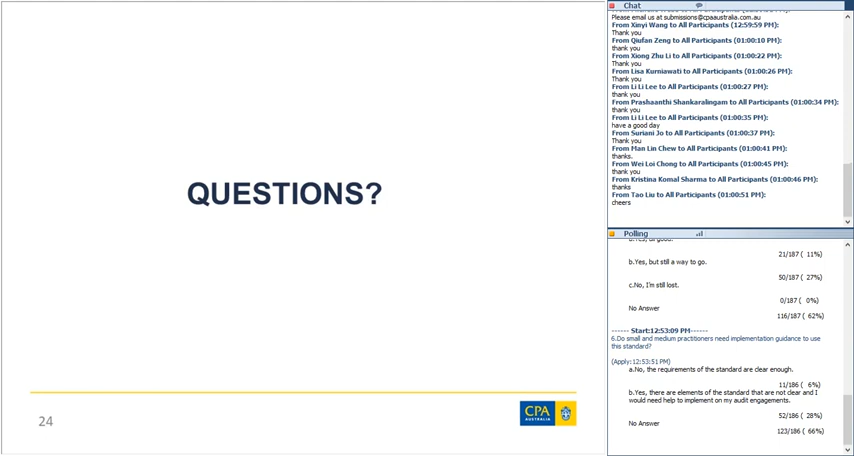 QUESTIONS?
24
CPA
AUSTRALIA
Chat
Please email us at submissions@cpaaustralia.com.au
From Xinyi Wang to All Participants (12:59:59 PM):
Thank you
From Qiufan Zeng to All Participants (01:00:10 PM):
thank you
From Xiong Zhu Li to All Participants (01:00:22 PM):
Thank you
From Lisa Kurniawati to All Participants (01:00:26 PM):
Thank you
From Li Li Lee to All Participants (01:00:27 PM):
thank you
From Prashaanthi Shankaralingam to All Participants (01:00:34 PM):
thank you
From Li Li Lee to All Participants (01:00:35 PM):
have a good day
From Suriani Jo to All Participants (01:00:37 PM):
Thank you
From Man Lin Chew to All Participants (01:00:41 PM):
thanks.
From Wei Loi Chong to All Participants (01:00:45 PM):
thank you
From Kristina Komal Sharma to All Participants (01:00:46 PM):
thanks
From Tao Liu to All Participants (01:00:51 PM):
cheers
Polling
21/187 ( 11%)
b.Yes, but still a way to go.
50/187 ( 27%)
c.No, I'm still lost.
0/187 ( 0%)
No Answer
116/187 ( 62%)
------ Start:12:53:09 PM------
6.Do small and medium practitioners need implementation guidance to use
this standard?
(Apply:12:53:51 PM)
a.No, the requirements of the standard are clear enough.
11/186 ( 6%)
b.Yes, there are elements of the standard that are not clear and I
would need help to implement on my audit engagements.
52/186 ( 28%)
No Answer
123/186 ( 66%)